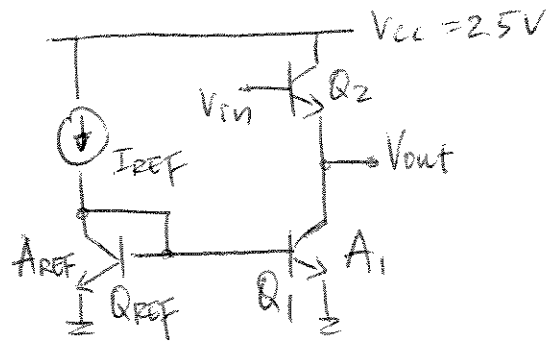 Vcc = 2.5V
Vin
Q2
IREF
Vout
AREF
QREF
Q1
A1